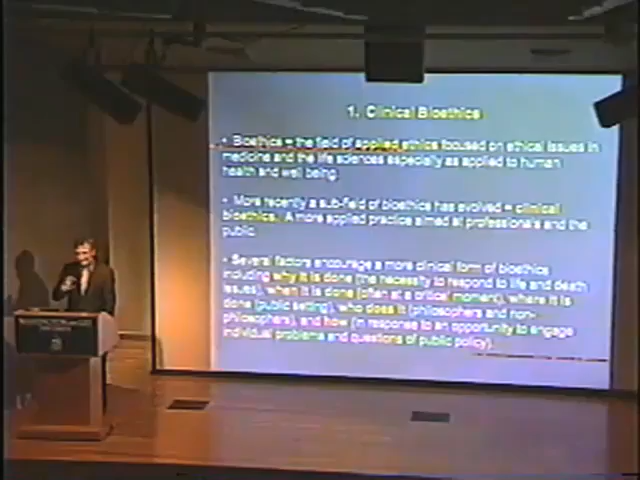 1. Clinical Bioethics
• Bioethics = the field of applied ethics focused on ethical issues in
medicine and the life sciences especially as applied to human
health and well being.
• More recently a sub-field of bioethics has evolved = clinical
bioethics. A more applied practice aimed at professionals and the
public.
• Several factors encourage a more clinical form of bioethics
including why it is done (the necessity to respond to life and death
issues), when it is done (often at a critical moment), where it is
done (public setting), who does it (philosophers and non-
philosophers), and how (in response to an opportunity to engage
individual problems and questions of public policy).